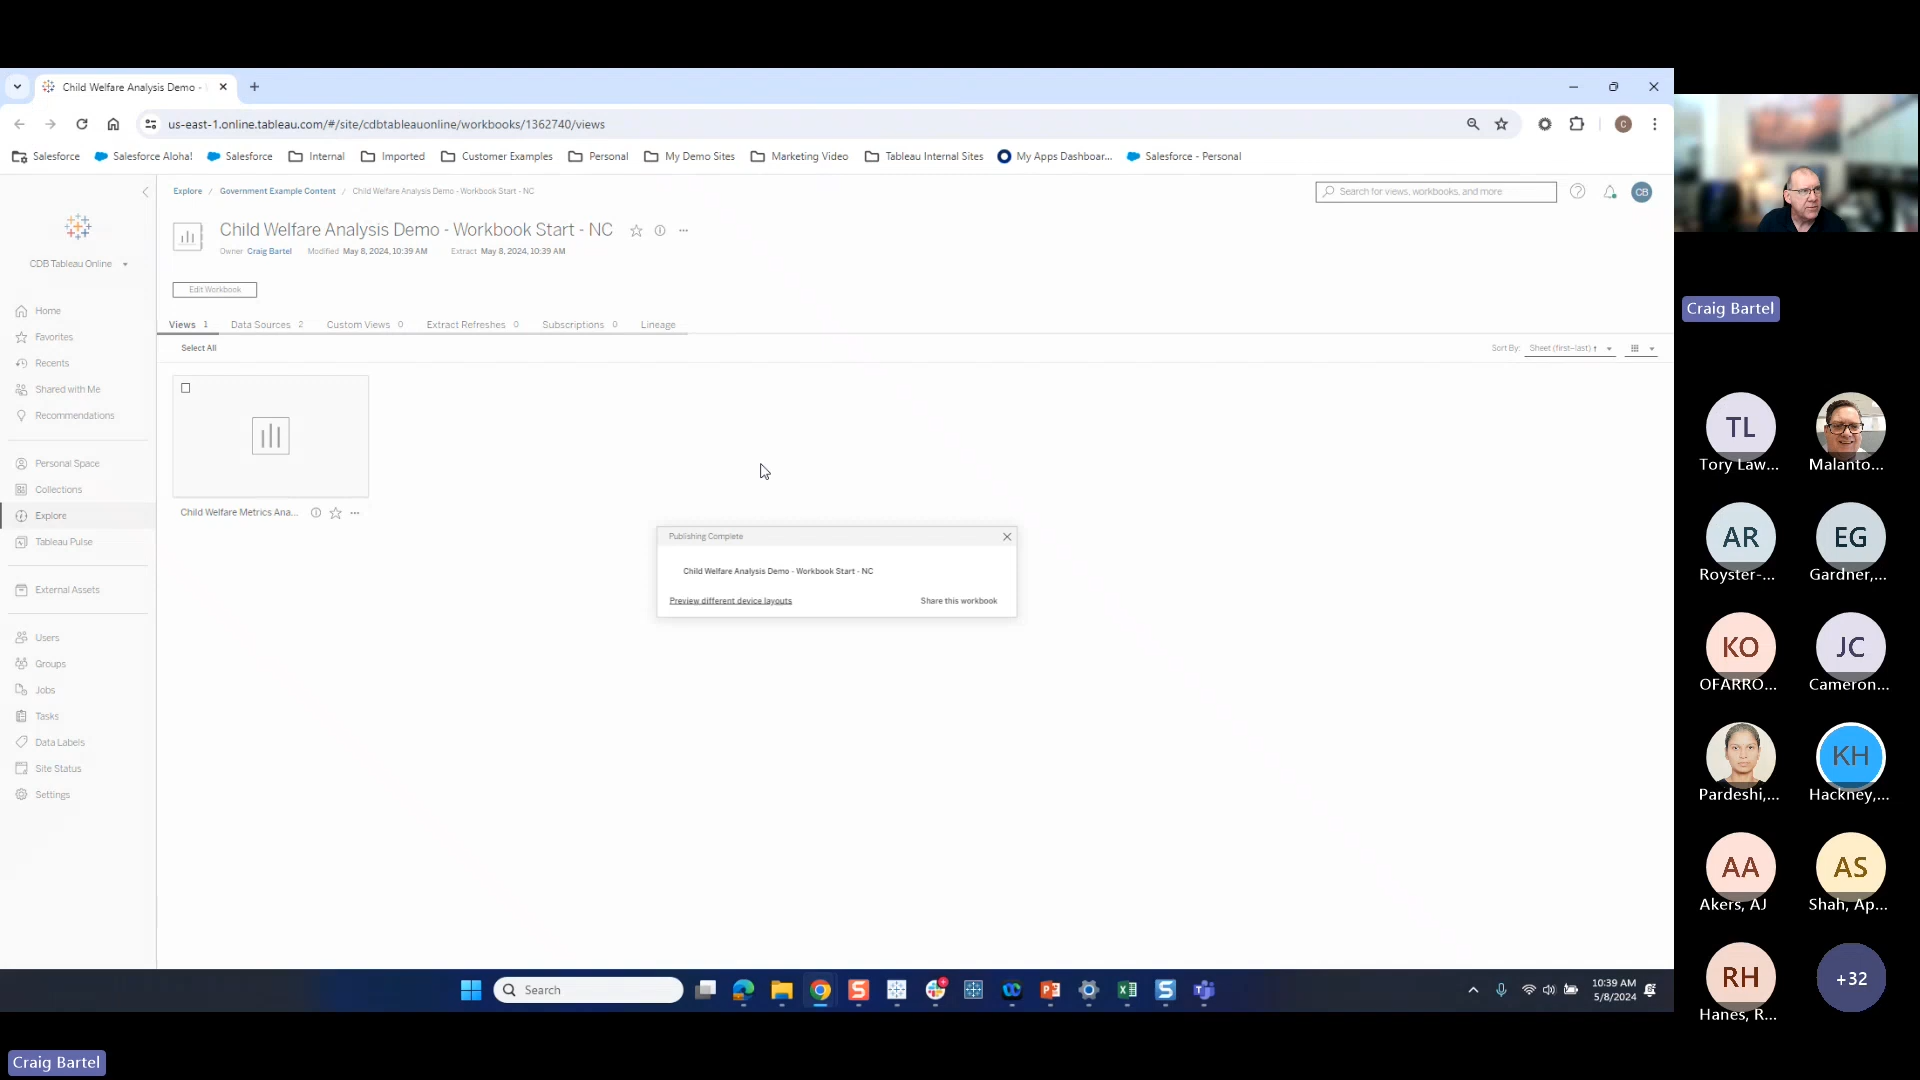 Child Welfare Analysis Demo -
us-east-1.online.tableau.com/#/site/cdbtableauonline/workbooks/1362740/views
C
Salesforce Salesforce Aloha! Salesforce Internal Imported Customer Examples Personal My Demo Sites Marketing Video Tableau Internal Sites My Apps Dashboar... Salesforce - Personal
Explore / Government Example Content / Child Welfare Analysis Demo - Workbook Start - NC
Search for views, workbooks, and more
CB
Child Welfare Analysis Demo - Workbook Start - NC
Owner Craig Bartel Modified May 8, 2024, 10:39 AM Extract May 8, 2024, 10:39 AM
CDB Tableau Online
Edit Workbook
Home
Favorites
Recents
Shared with Me
Recommendations
Personal Space
Collections
Explore
Tableau Pulse
External Assets
Users
Groups
Jobs
Tasks
Data Labels
Site Status
Settings
Views 1 Data Sources 2 Custom Views 0 Extract Refreshes 0 Subscriptions 0 Lineage
Select All
Sort By: Sheet (first–last) ↑
Child Welfare Metrics Ana...
Publishing Complete
Child Welfare Analysis Demo - Workbook Start - NC
Preview different device layouts
Share this workbook
Search
10:39 AM
5/8/2024
Craig Bartel
TL
Tory Law...
Malanto...
AR
Royster-...
EG
Gardner,...
KO
OFARRO...
JC
Cameron...
Pardeshi,...
KH
Hackney,...
AA
Akers, AJ
AS
Shah, Ap...
RH
Hanes, R...
+32
Craig Bartel